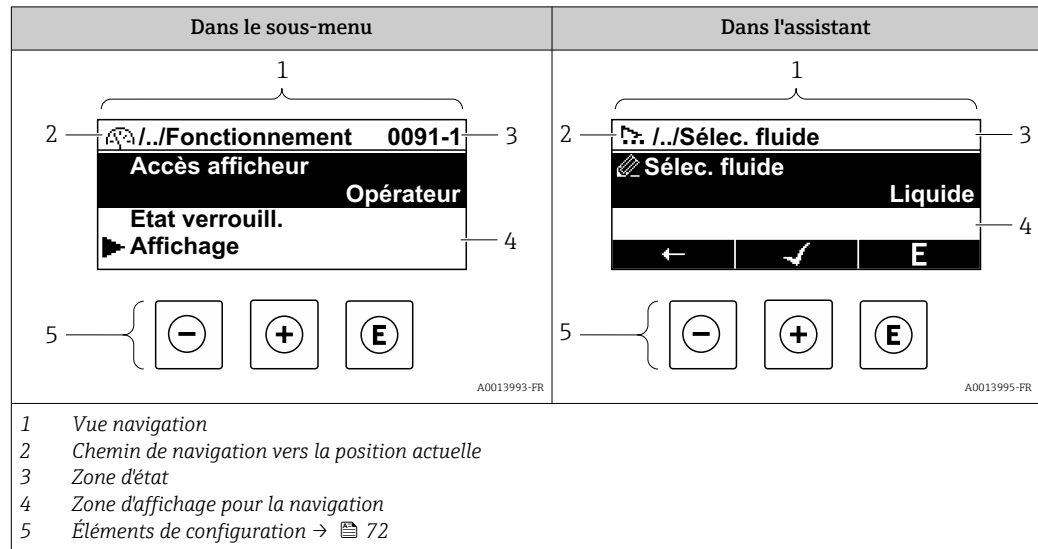 Dans le sous-menu
Dans l'assistant
1
2
/../Fonctionnement 0091-1
3
Accès afficheur
Opérateur
Etat verrouill.
Affichage
4
5
- + E
A0013993-FR
1
2
/../Sélec. fluide
3
Sélec. fluide
Liquide
4
← ✓ E
5
- + E
A0013995-FR
1 Vue navigation
2 Chemin de navigation vers la position actuelle
3 Zone d'état
4 Zone d'affichage pour la navigation
5 Éléments de configuration → 72